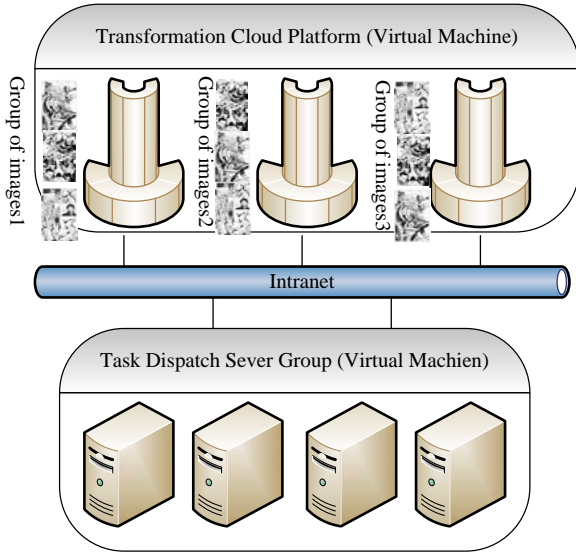 Transformation Cloud Platform (Virtual Machine)
Group of images1
Group of images2
Group of images3
Intranet
Task Dispatch Sever Group (Virtual Machien)